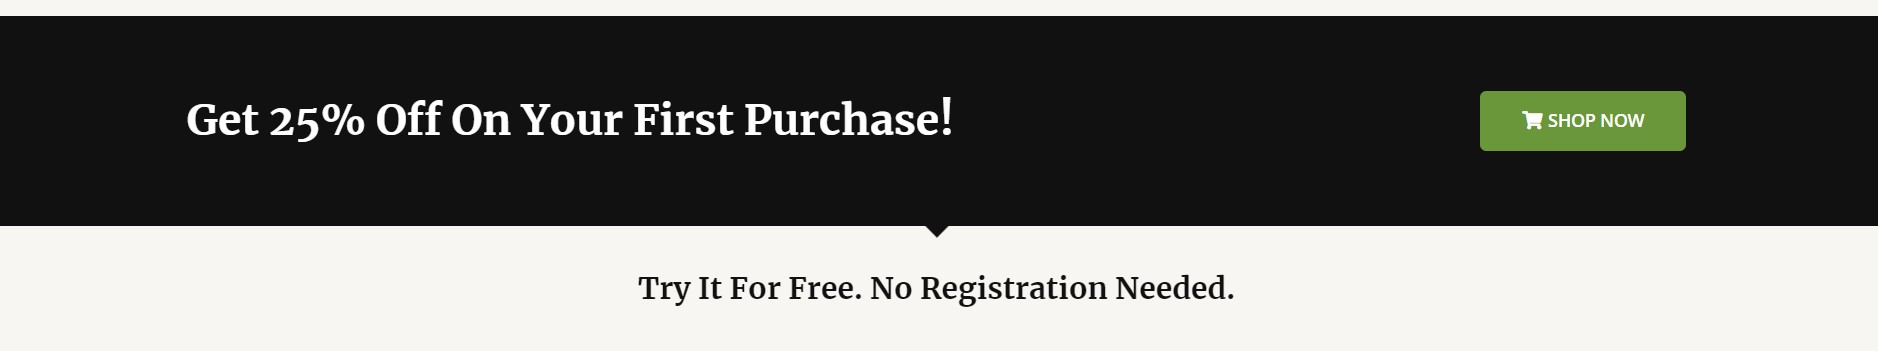 Get 25% Off On Your First Purchase!
SHOP NOW
Try It For Free. No Registration Needed.